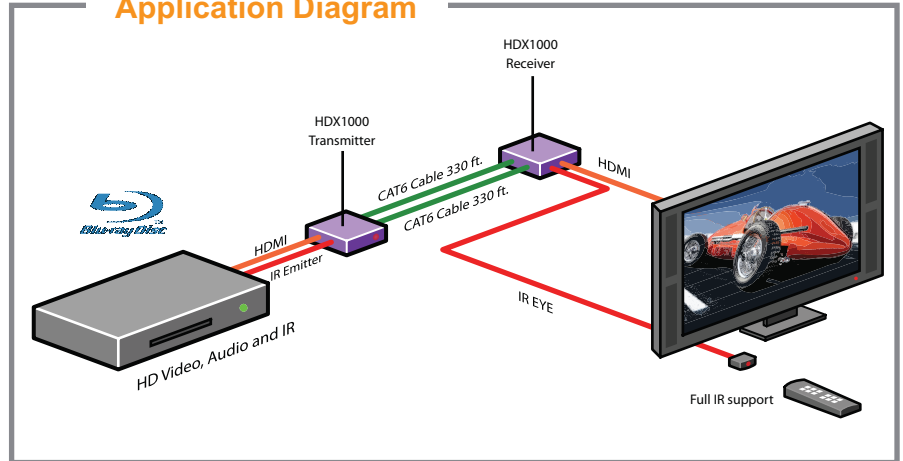 Application Diagram
HDX1000
Receiver
HDX1000
Transmitter
HDMI
CAT6 Cable 330 ft.
CAT6 Cable 330 ft.
Blu-ray Disc
HDMI
IR Emitter
IR EYE
HD Video, Audio and IR
Full IR support